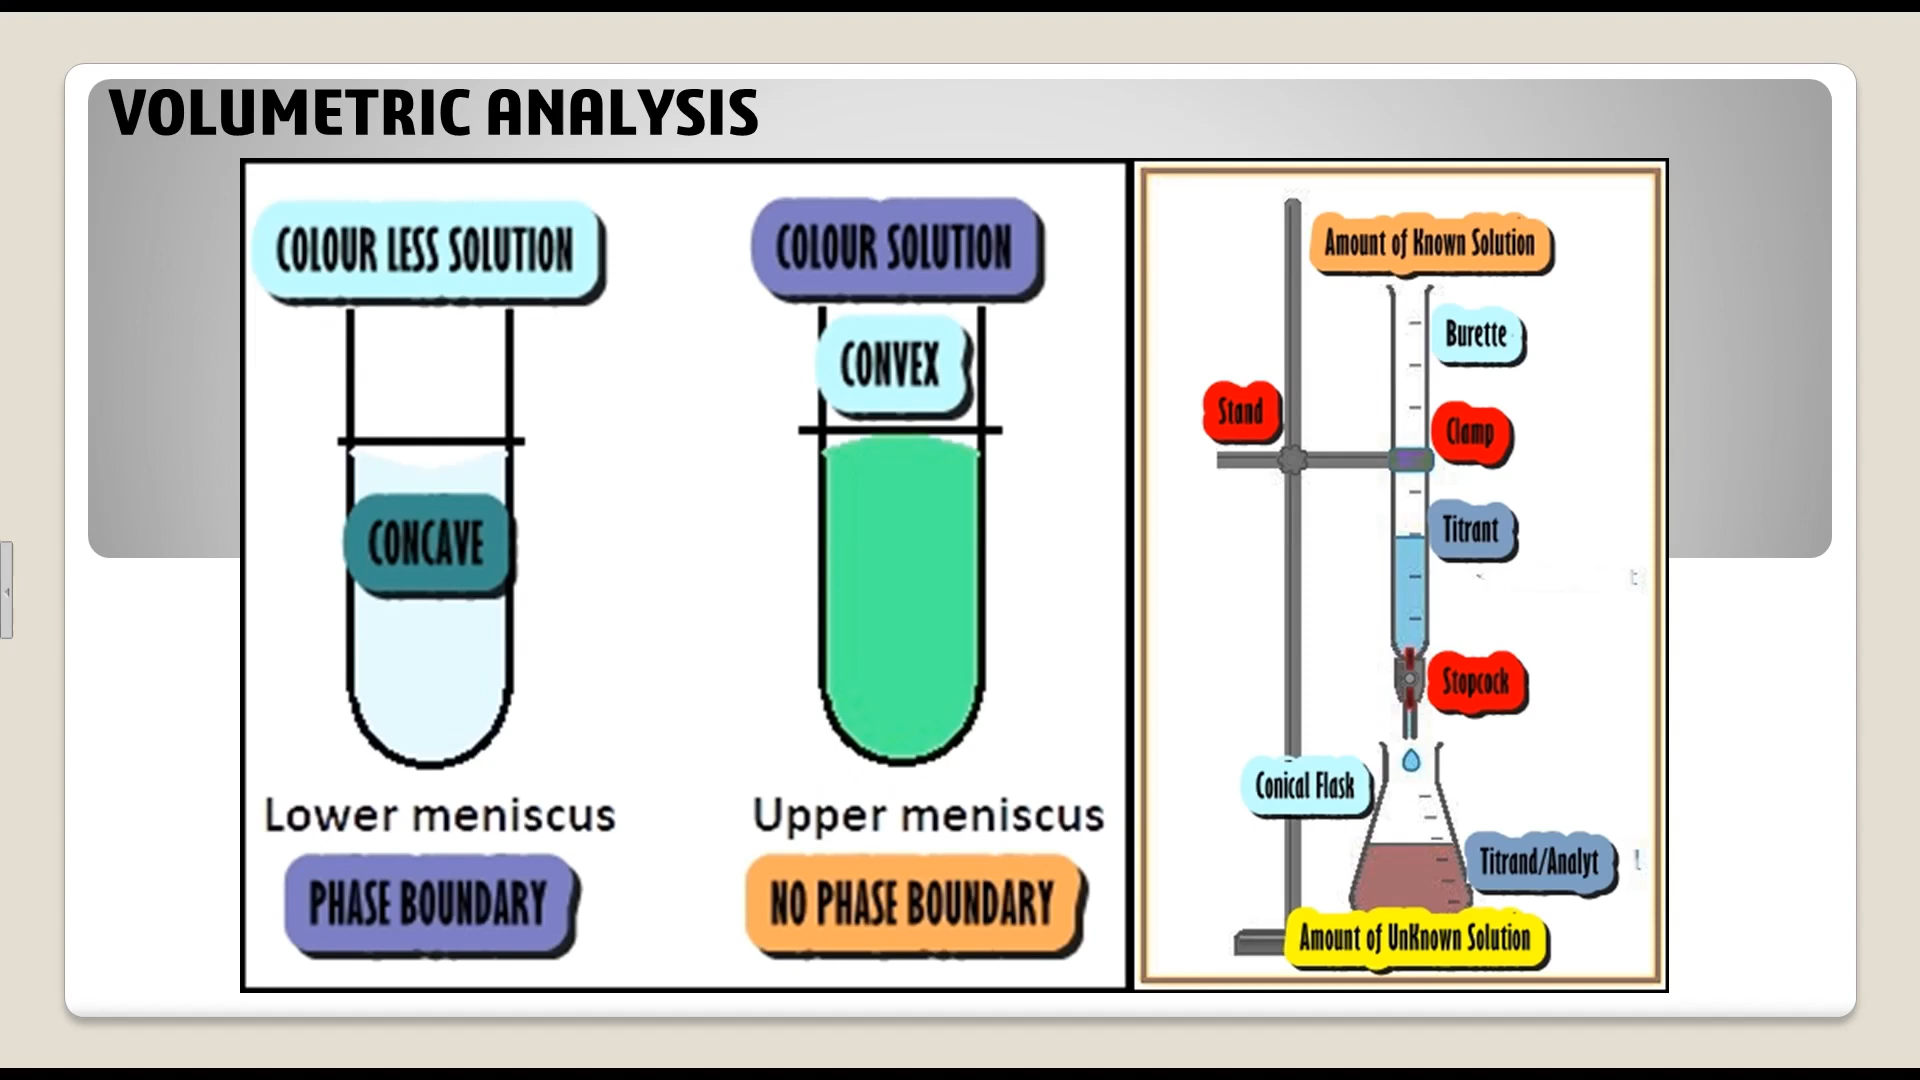 VOLUMETRIC ANALYSIS
COLOUR LESS SOLUTION
CONCAVE
Lower meniscus
PHASE BOUNDARY
COLOUR SOLUTION
CONVEX
Upper meniscus
NO PHASE BOUNDARY
Amount of Known Solution
Burette
Stand
Clamp
Titrant
Stopcock
Conical Flask
Titrand/Analyt
Amount of UnKnown Solution